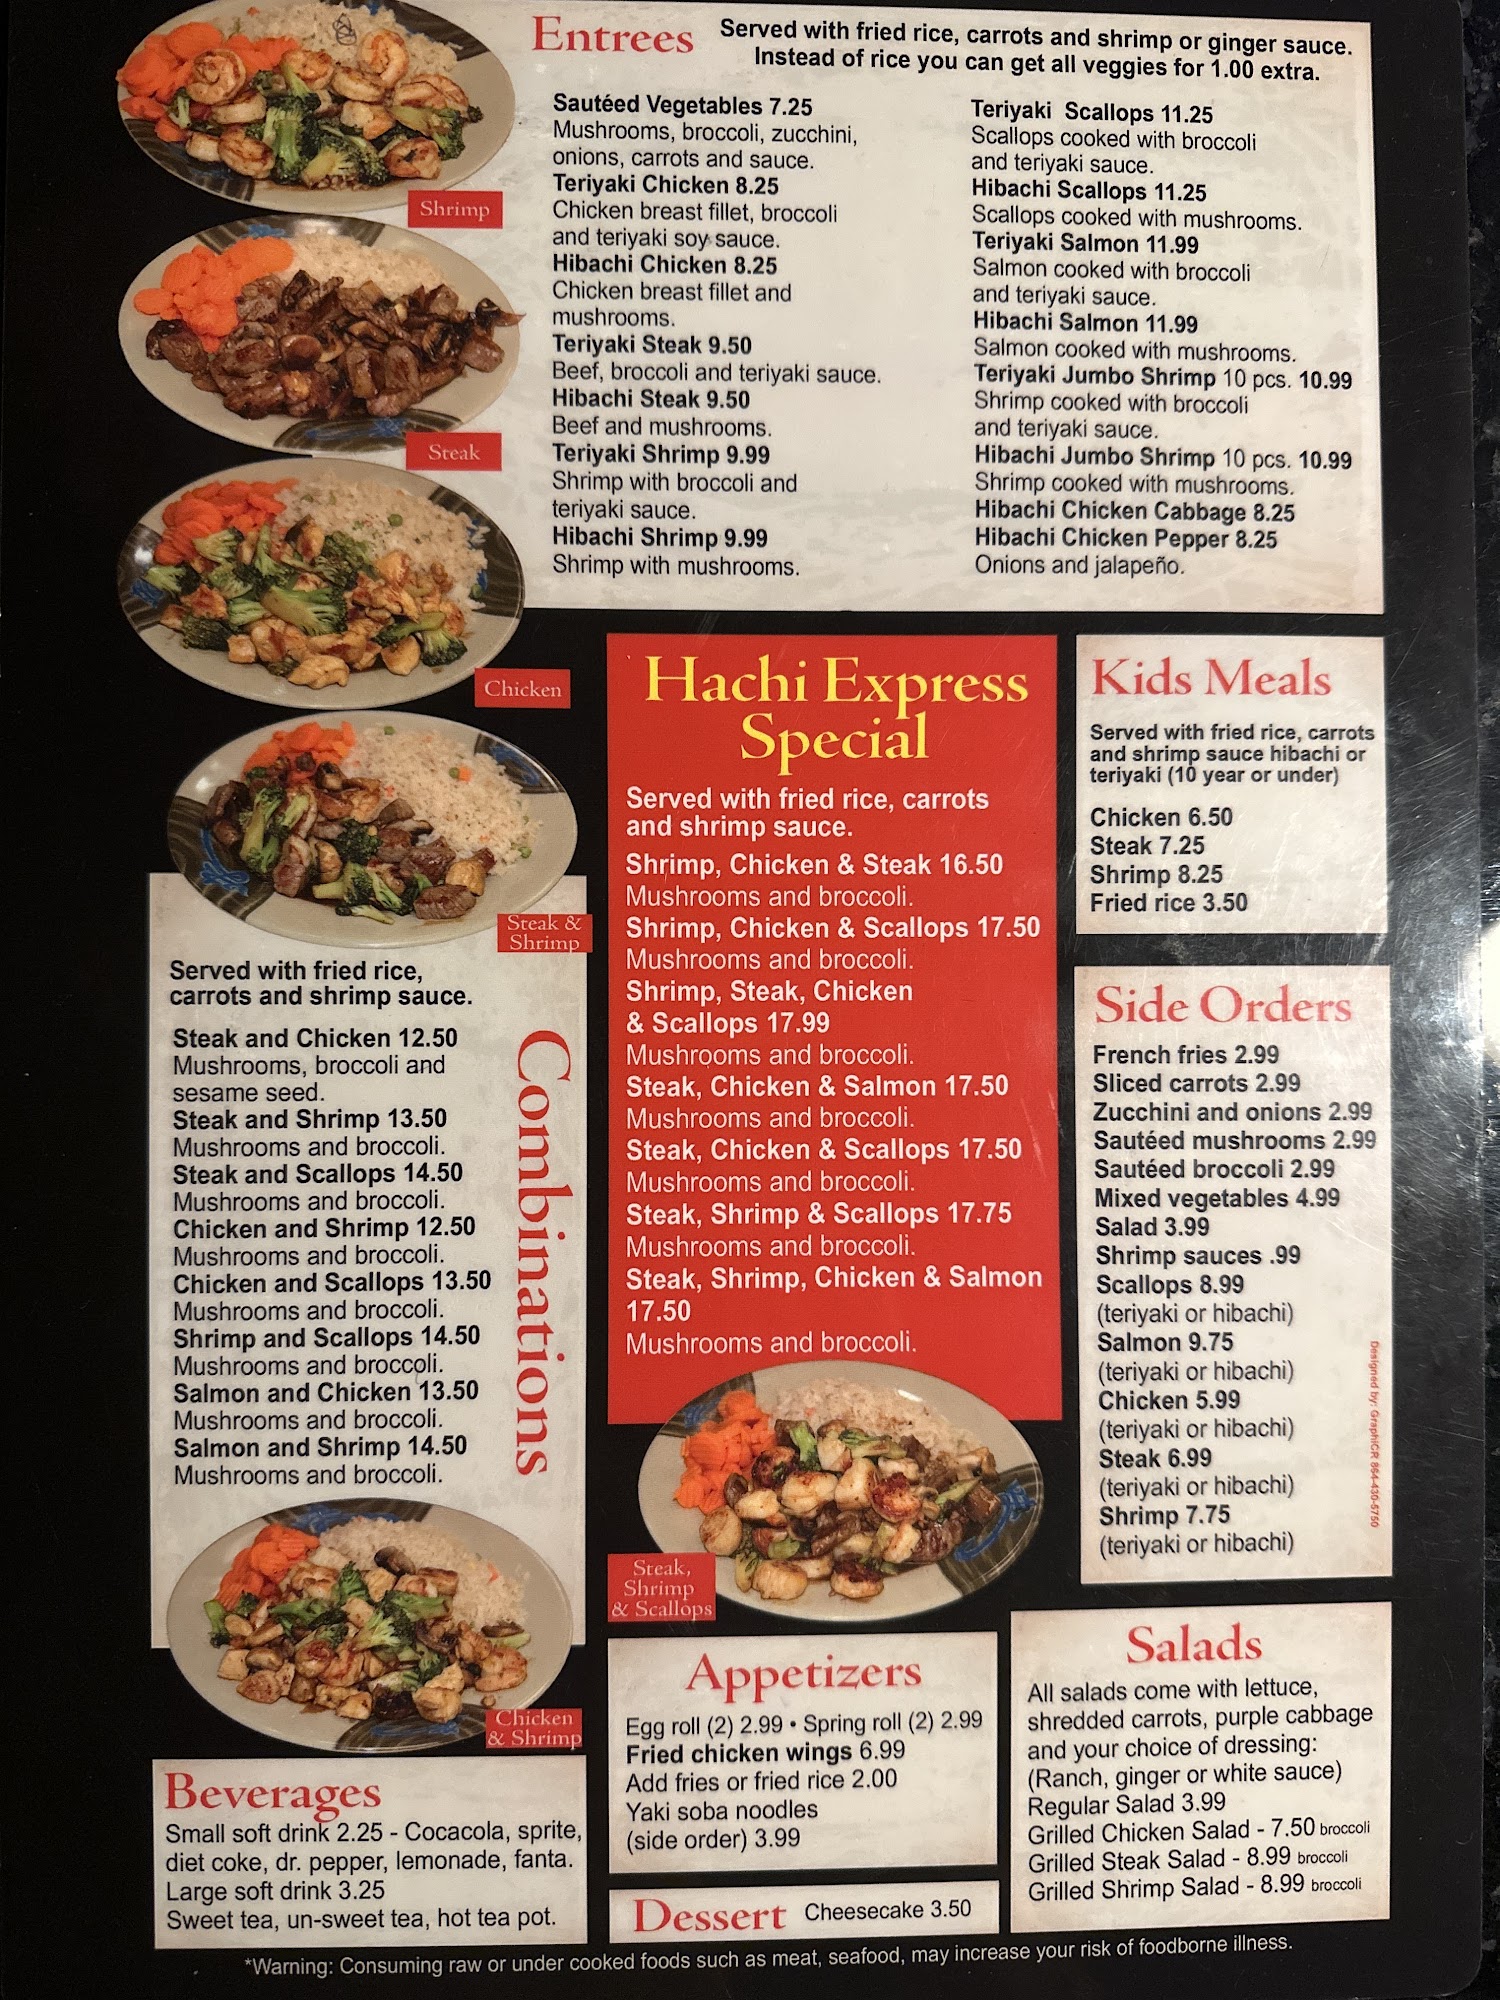 Entrees
Served with fried rice, carrots and shrimp or ginger sauce.
Instead of rice you can get all veggies for 1.00 extra.
Sautéed Vegetables 7.25
Mushrooms, broccoli, zucchini,
onions, carrots and sauce.
Teriyaki Chicken 8.25
Chicken breast fillet, broccoli
and teriyaki soy sauce.
Hibachi Chicken 8.25
Chicken breast fillet and
mushrooms.
Teriyaki Steak 9.50
Beef, broccoli and teriyaki sauce.
Hibachi Steak 9.50
Beef and mushrooms.
Teriyaki Shrimp 9.99
Shrimp with broccoli and
teriyaki sauce.
Hibachi Shrimp 9.99
Shrimp with mushrooms.
Teriyaki Scallops 11.25
Scallops cooked with broccoli
and teriyaki sauce.
Hibachi Scallops 11.25
Scallops cooked with mushrooms.
Teriyaki Salmon 11.99
Salmon cooked with broccoli
and teriyaki sauce.
Hibachi Salmon 11.99
Salmon cooked with mushrooms.
Teriyaki Jumbo Shrimp 10 pcs. 10.99
Shrimp cooked with broccoli
and teriyaki sauce.
Hibachi Jumbo Shrimp 10 pcs. 10.99
Shrimp cooked with mushrooms.
Hibachi Chicken Cabbage 8.25
Hibachi Chicken Pepper 8.25
Onions and jalapeño.
Shrimp
Steak
Chicken
Steak &
Shrimp
Combinations
Served with fried rice,
carrots and shrimp sauce.
Steak and Chicken 12.50
Mushrooms, broccoli and
sesame seed.
Steak and Shrimp 13.50
Mushrooms and broccoli.
Steak and Scallops 14.50
Mushrooms and broccoli.
Chicken and Shrimp 12.50
Mushrooms and broccoli.
Chicken and Scallops 13.50
Mushrooms and broccoli.
Shrimp and Scallops 14.50
Mushrooms and broccoli.
Salmon and Chicken 13.50
Mushrooms and broccoli.
Salmon and Shrimp 14.50
Mushrooms and broccoli.
Chicken
& Shrimp
Hachi Express
Special
Served with fried rice, carrots
and shrimp sauce.
Shrimp, Chicken & Steak 16.50
Mushrooms and broccoli.
Shrimp, Chicken & Scallops 17.50
Mushrooms and broccoli.
Shrimp, Steak, Chicken
& Scallops 17.99
Mushrooms and broccoli.
Steak, Chicken & Salmon 17.50
Mushrooms and broccoli.
Steak, Chicken & Scallops 17.50
Mushrooms and broccoli.
Steak, Shrimp & Scallops 17.75
Mushrooms and broccoli.
Steak, Shrimp, Chicken & Salmon
17.50
Mushrooms and broccoli.
Steak,
Shrimp
& Scallops
Kids Meals
Served with fried rice, carrots
and shrimp sauce hibachi or
teriyaki (10 year or under)
Chicken 6.50
Steak 7.25
Shrimp 8.25
Fried rice 3.50
Side Orders
French fries 2.99
Sliced carrots 2.99
Zucchini and onions 2.99
Sautéed mushrooms 2.99
Sautéed broccoli 2.99
Mixed vegetables 4.99
Salad 3.99
Shrimp sauces .99
Scallops 8.99
(teriyaki or hibachi)
Salmon 9.75
(teriyaki or hibachi)
Chicken 5.99
(teriyaki or hibachi)
Steak 6.99
(teriyaki or hibachi)
Shrimp 7.75
(teriyaki or hibachi)
Designed by: GraphiCR 864-430-5750
Appetizers
Egg roll (2) 2.99 • Spring roll (2) 2.99
Fried chicken wings 6.99
Add fries or fried rice 2.00
Yaki soba noodles
(side order) 3.99
Salads
All salads come with lettuce,
shredded carrots, purple cabbage
and your choice of dressing:
(Ranch, ginger or white sauce)
Regular Salad 3.99
Grilled Chicken Salad - 7.50 broccoli
Grilled Steak Salad - 8.99 broccoli
Grilled Shrimp Salad - 8.99 broccoli
Beverages
Small soft drink 2.25 - Cocacola, sprite,
diet coke, dr. pepper, lemonade, fanta.
Large soft drink 3.25
Sweet tea, un-sweet tea, hot tea pot.
Dessert Cheesecake 3.50
*Warning: Consuming raw or under cooked foods such as meat, seafood, may increase your risk of foodborne illness.